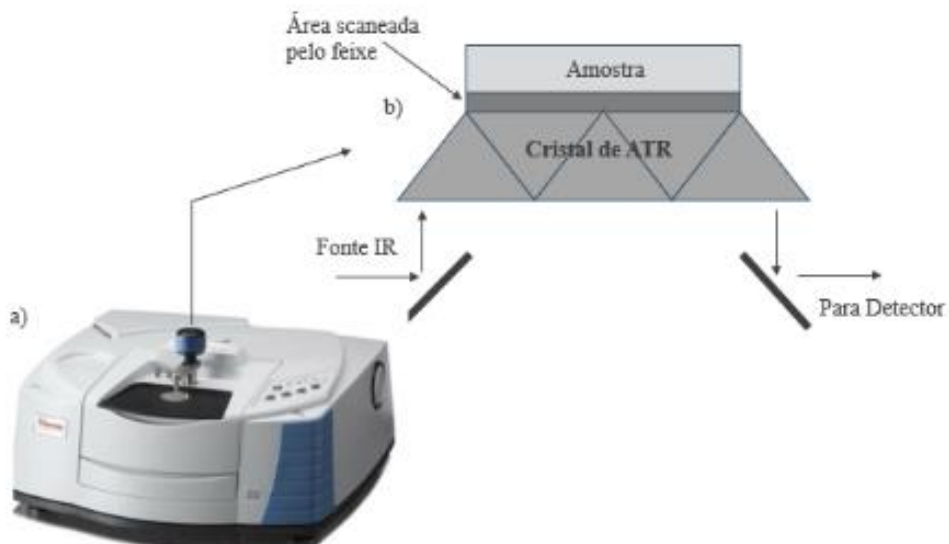 Área scaneada
pelo feixe
Amostra
b)
Cristal de ATR
Fonte IR
Para Detector
a)